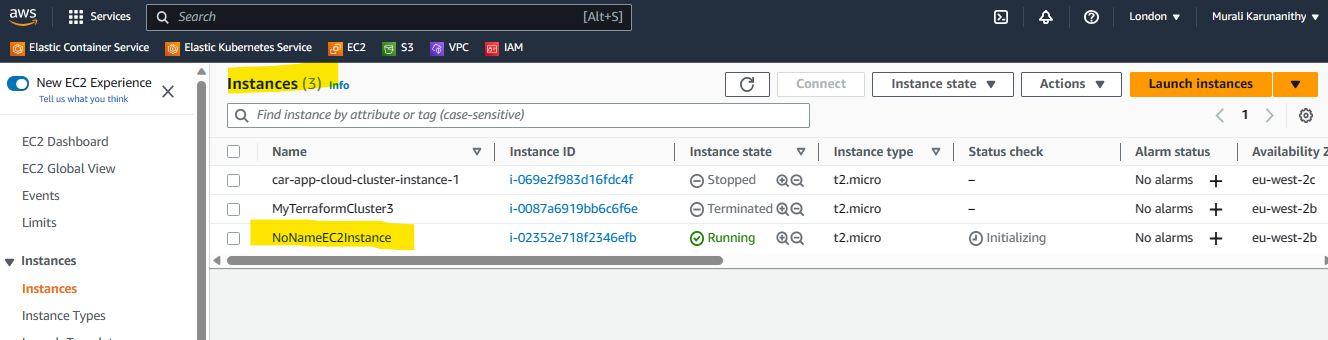 aws Services Search [Alt+S] London Murali Karunanithy
Elastic Container Service Elastic Kubernetes Service EC2 S3 VPC IAM
New EC2 Experience
Tell us what you think
EC2 Dashboard
EC2 Global View
Events
Limits
Instances
Instances
Instance Types
Instances (3) Info Connect Instance state Actions Launch instances
Find instance by attribute or tag (case-sensitive) 1
Name Instance ID Instance state Instance type Status check Alarm status Availability Z
car-app-cloud-cluster-instance-1 i-069e2f983d16fdc4f Stopped t2.micro – No alarms + eu-west-2c
MyTerraformCluster3 i-0087a6919bb6c6f6e Terminated t2.micro – No alarms + eu-west-2b
NoNameEC2Instance i-02352e718f2346efb Running t2.micro Initializing No alarms + eu-west-2b